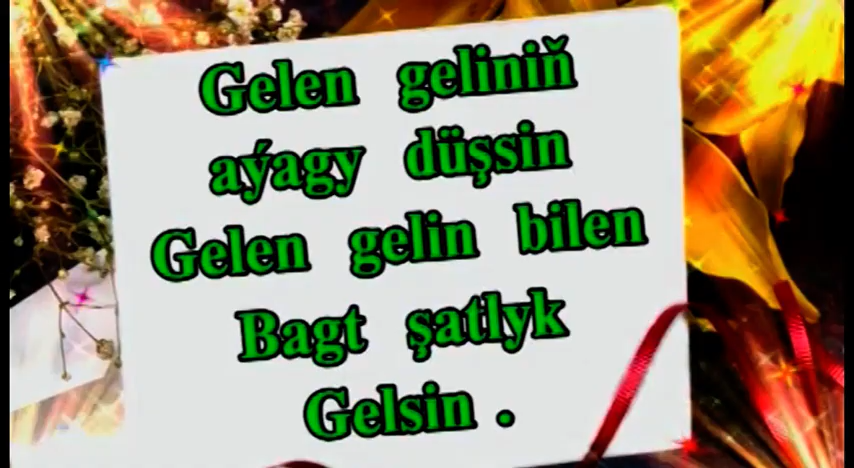 Gelen geliniň
aýagy düşsin
Gelen gelin bilen
Bagt şatlyk
Gelsin .